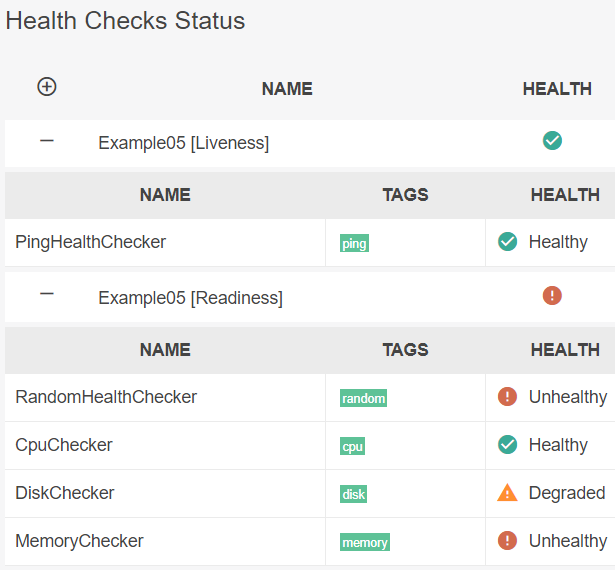 Health Checks Status
NAME HEALTH
Example05 [Liveness]
NAME TAGS HEALTH
PingHealthChecker ping Healthy
Example05 [Readiness]
NAME TAGS HEALTH
RandomHealthChecker random Unhealthy
CpuChecker cpu Healthy
DiskChecker disk Degraded
MemoryChecker memory Unhealthy